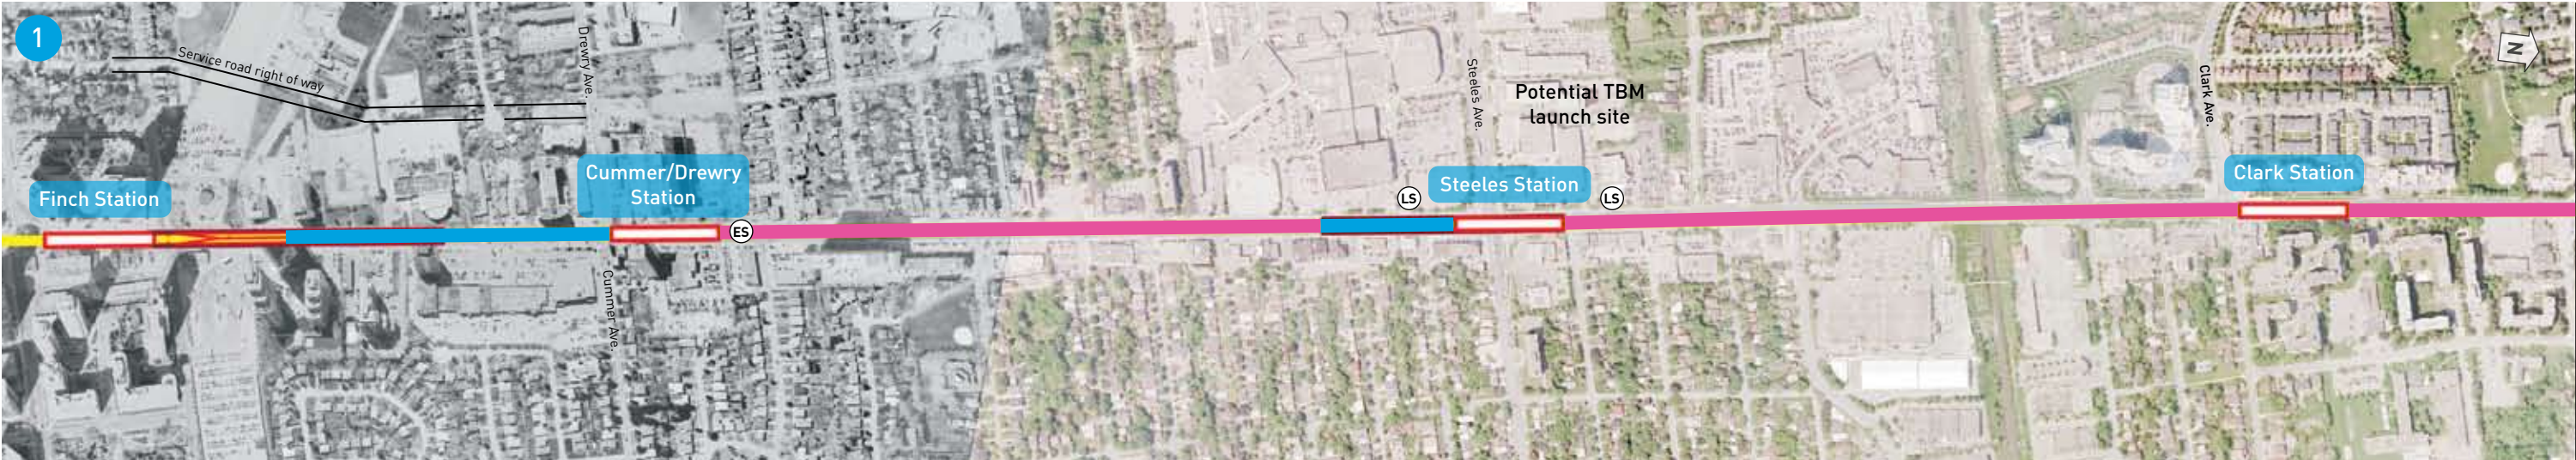 1
Service road right of way
Drewry Ave.
Steeles Ave.
Potential TBM
launch site
Clark Ave.
N
Finch Station
Cummer/Drewry
Station
ES
LS
Steeles Station
LS
Clark Station
Cummer Ave.